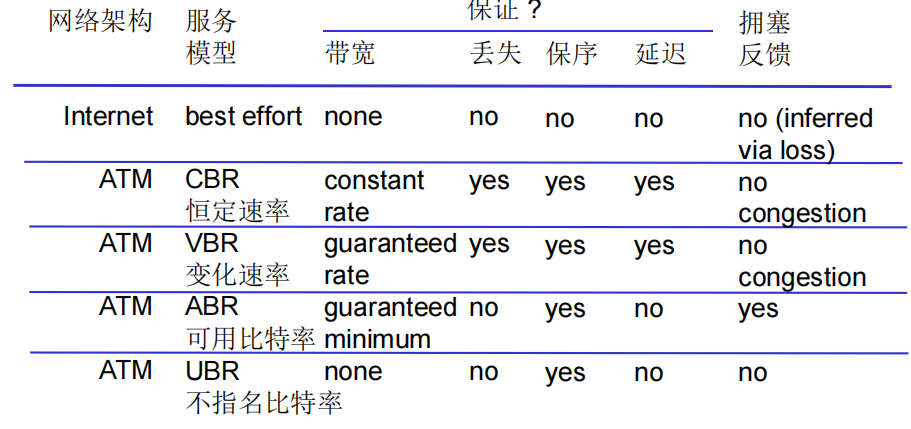 网络架构 服务模型 保证？ 拥塞反馈
带宽 丢失 保序 延迟
Internet best effort none no no no no (inferred via loss)
ATM CBR constant rate yes yes yes no congestion
恒定速率
ATM VBR guaranteed rate yes yes yes no congestion
变化速率
ATM ABR guaranteed minimum no yes no yes
可用比特率
ATM UBR none no yes no no
不指名比特率